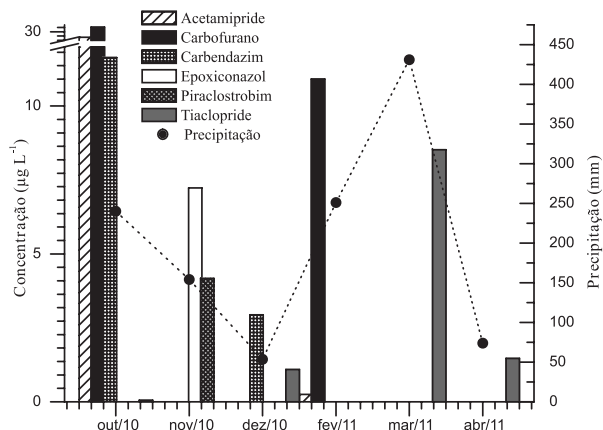 Acetamipride
Carbofurano
Carbendazim
Epoxiconazol
Piraclostrobim
Tiaclopride
Precipitação
Concentração (µg L-1)
30
10
5
0
Precipitação (mm)
450
400
350
300
250
200
150
100
50
0
out/10 nov/10 dez/10 fev/11 mar/11 abr/11